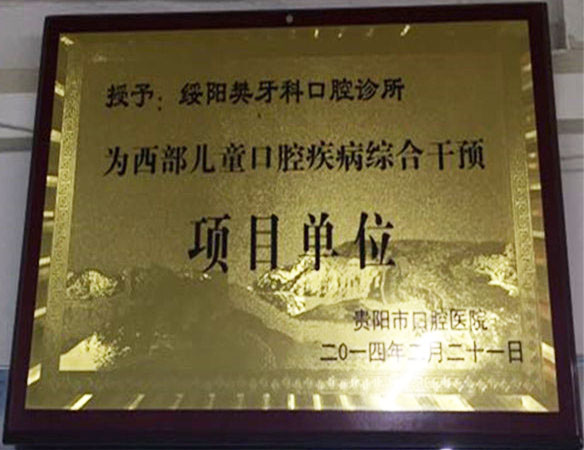 授予：绥阳樊牙科口腔诊所
为西部儿童口腔疾病综合干预
项目单位
贵阳市口腔医院
二〇一四年二月二十一日